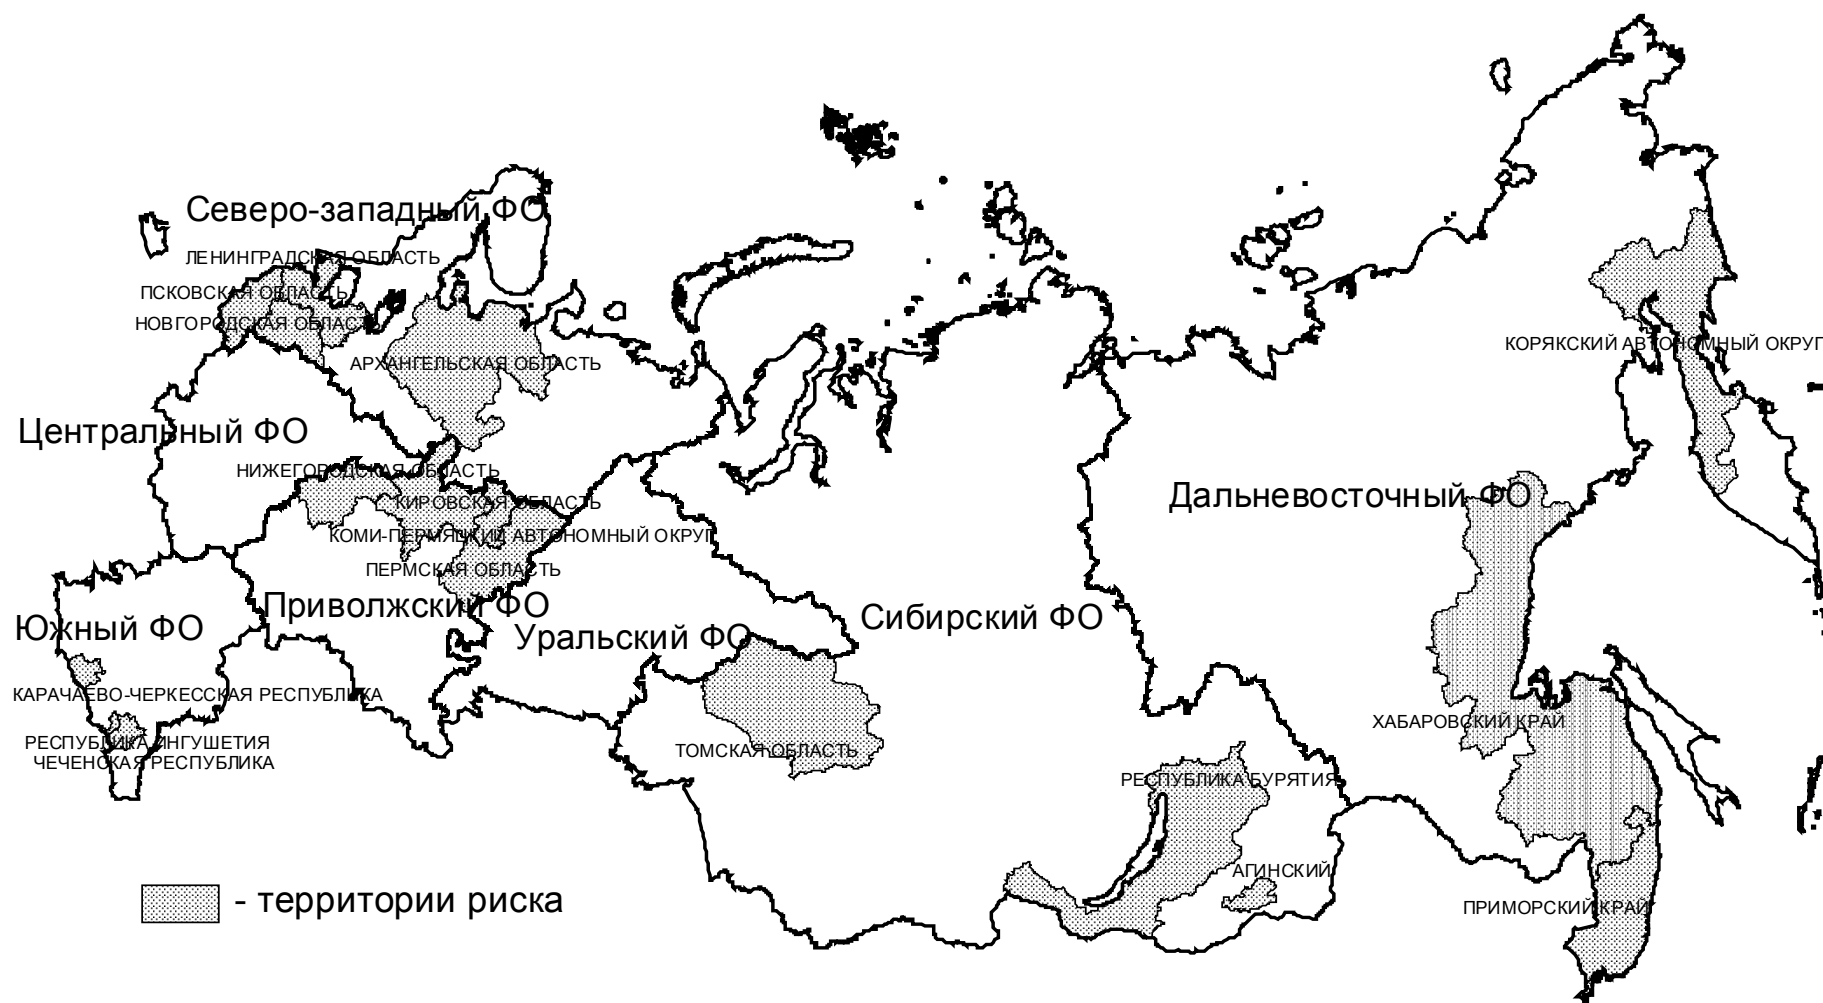 Северо-западный ФО
ЛЕНИНГРАДСКАЯ ОБЛАСТЬ
ПСКОВСКАЯ ОБЛАСТЬ
НОВГОРОДСКАЯ ОБЛАСТЬ
КОРЯКСКИЙ АВТОНОМНЫЙ ОКРУГ
АРХАНГЕЛЬСКАЯ ОБЛАСТЬ
Центральный ФО
НИЖЕГОРОДСКАЯ ОБЛАСТЬ
Дальневосточный ФО
КИРОВСКАЯ ОБЛАСТЬ
КОМИ-ПЕРМЯЦКИЙ АВТОНОМНЫЙ ОКРУГ
ПЕРМСКАЯ ОБЛАСТЬ
Приволжский ФО
Сибирский ФО
Южный ФО
Уральский ФО
КАРАЧАЕВО-ЧЕРКЕССКАЯ РЕСПУБЛИКА
ХАБАРОВСКИЙ КРАЙ
РЕСПУБЛИКА ИНГУШЕТИЯ
ТОМСКАЯ ОБЛАСТЬ
ЧЕЧЕНСКАЯ РЕСПУБЛИКА
РЕСПУБЛИКА БУРЯТИЯ
АГИНСКИЙ
- территории риска
ПРИМОРСКИЙ КРАЙ